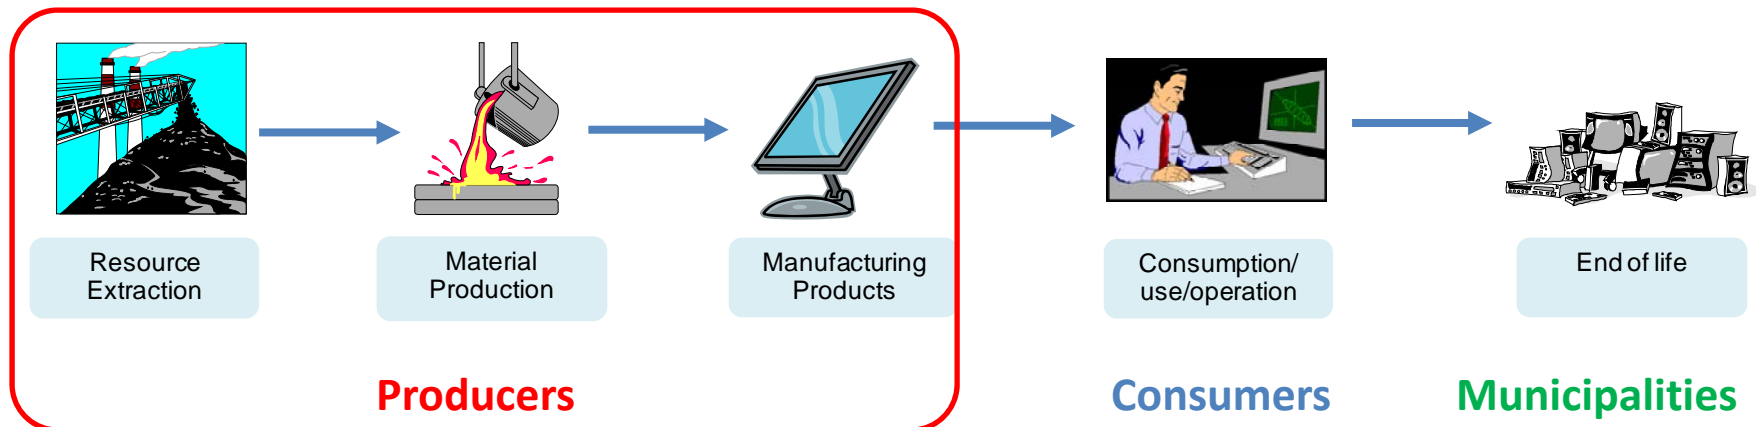 Resource
Extraction
Material
Production
Manufacturing
Products
Consumption/
use/operation
End of life
Producers
Consumers
Municipalities